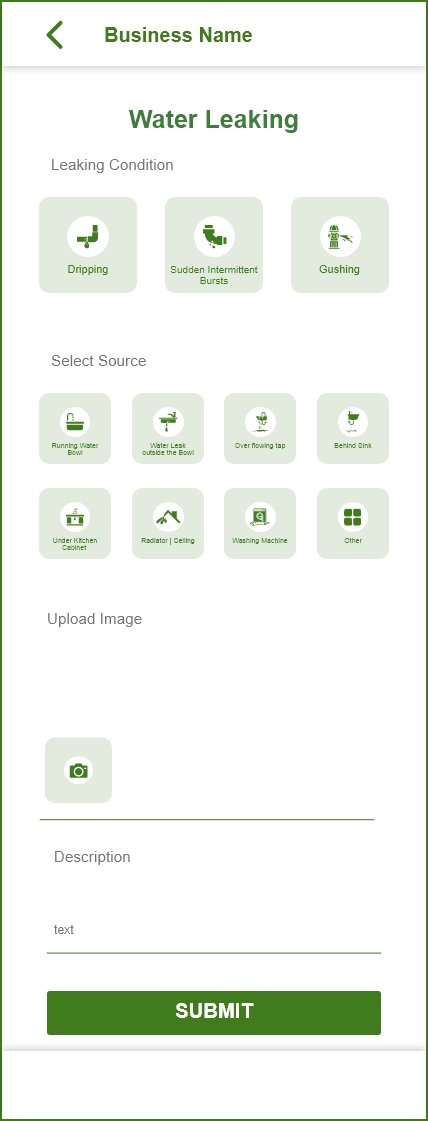 Business Name
Water Leaking
Leaking Condition
Dripping
Sudden Intermittent
Bursts
Gushing
Select Source
Running Water
Bowl
Water Leak
outside the Bowl
Over flowing tap
Behind Sink
Under Kitchen
Cabinet
Radiator | Ceiling
Washing Machine
Other
Upload Image
Description
text
SUBMIT